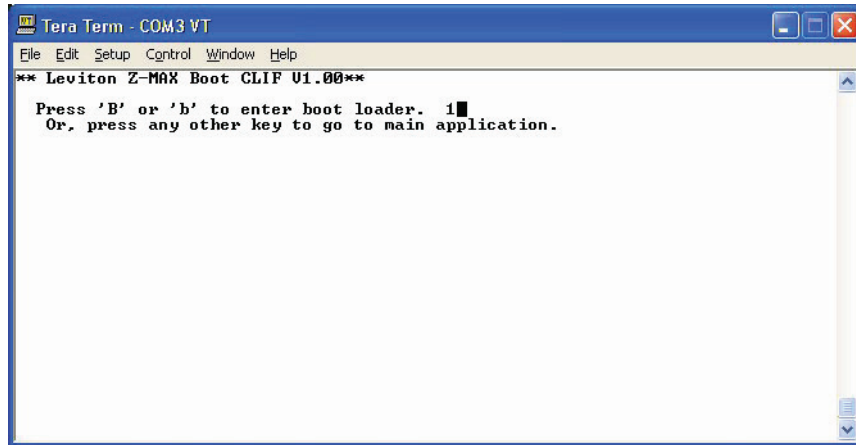 Tera Term - COM3 VT
File Edit Setup Control Window Help
** Leviton Z-MAX Boot CLIF V1.00**
Press 'B' or 'b' to enter boot loader. 1
Or, press any other key to go to main application.